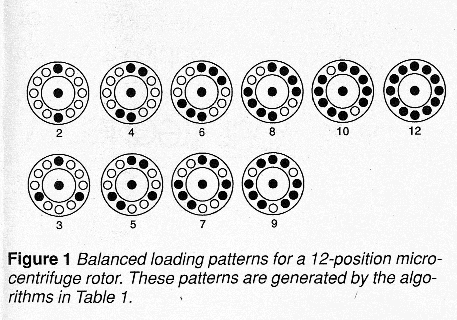 2 4 6 8 10 12
3 5 7 9
Figure 1 Balanced loading patterns for a 12-position micro-
centrifuge rotor. These patterns are generated by the algo-
rithms in Table 1.